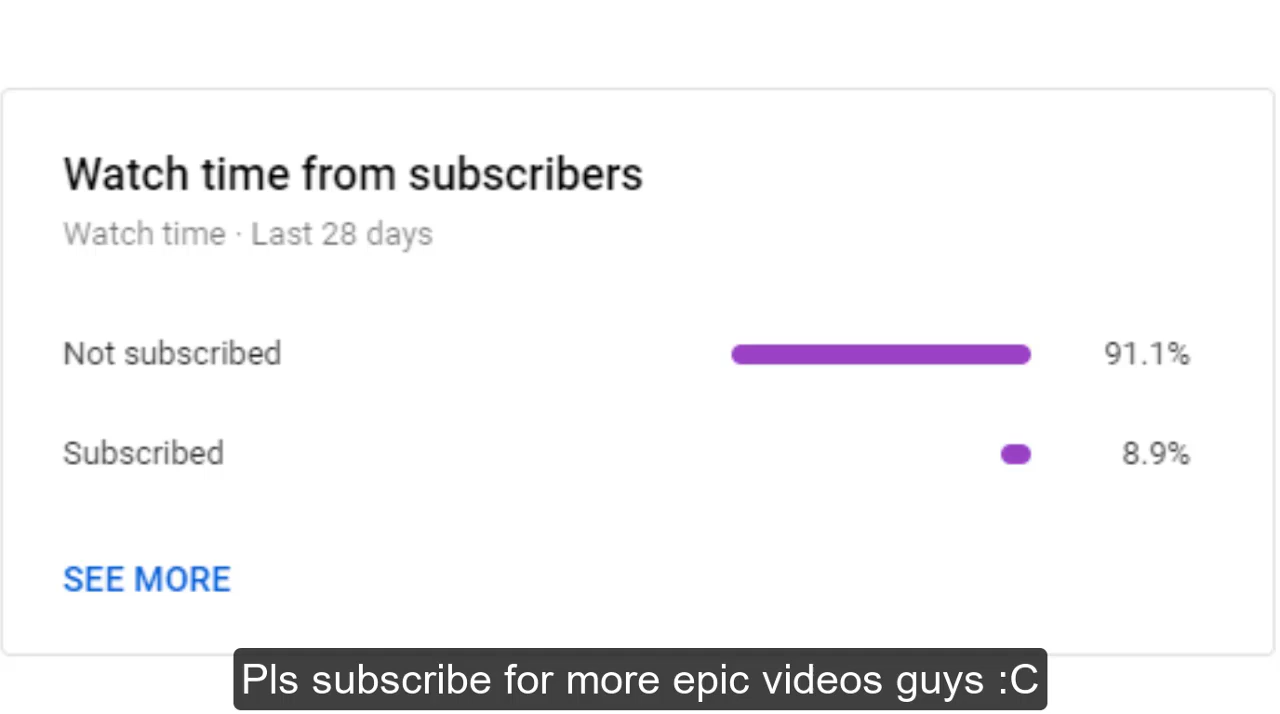 Watch time from subscribers
Watch time · Last 28 days
Not subscribed 91.1%
Subscribed 8.9%
SEE MORE
Pls subscribe for more epic videos guys :C